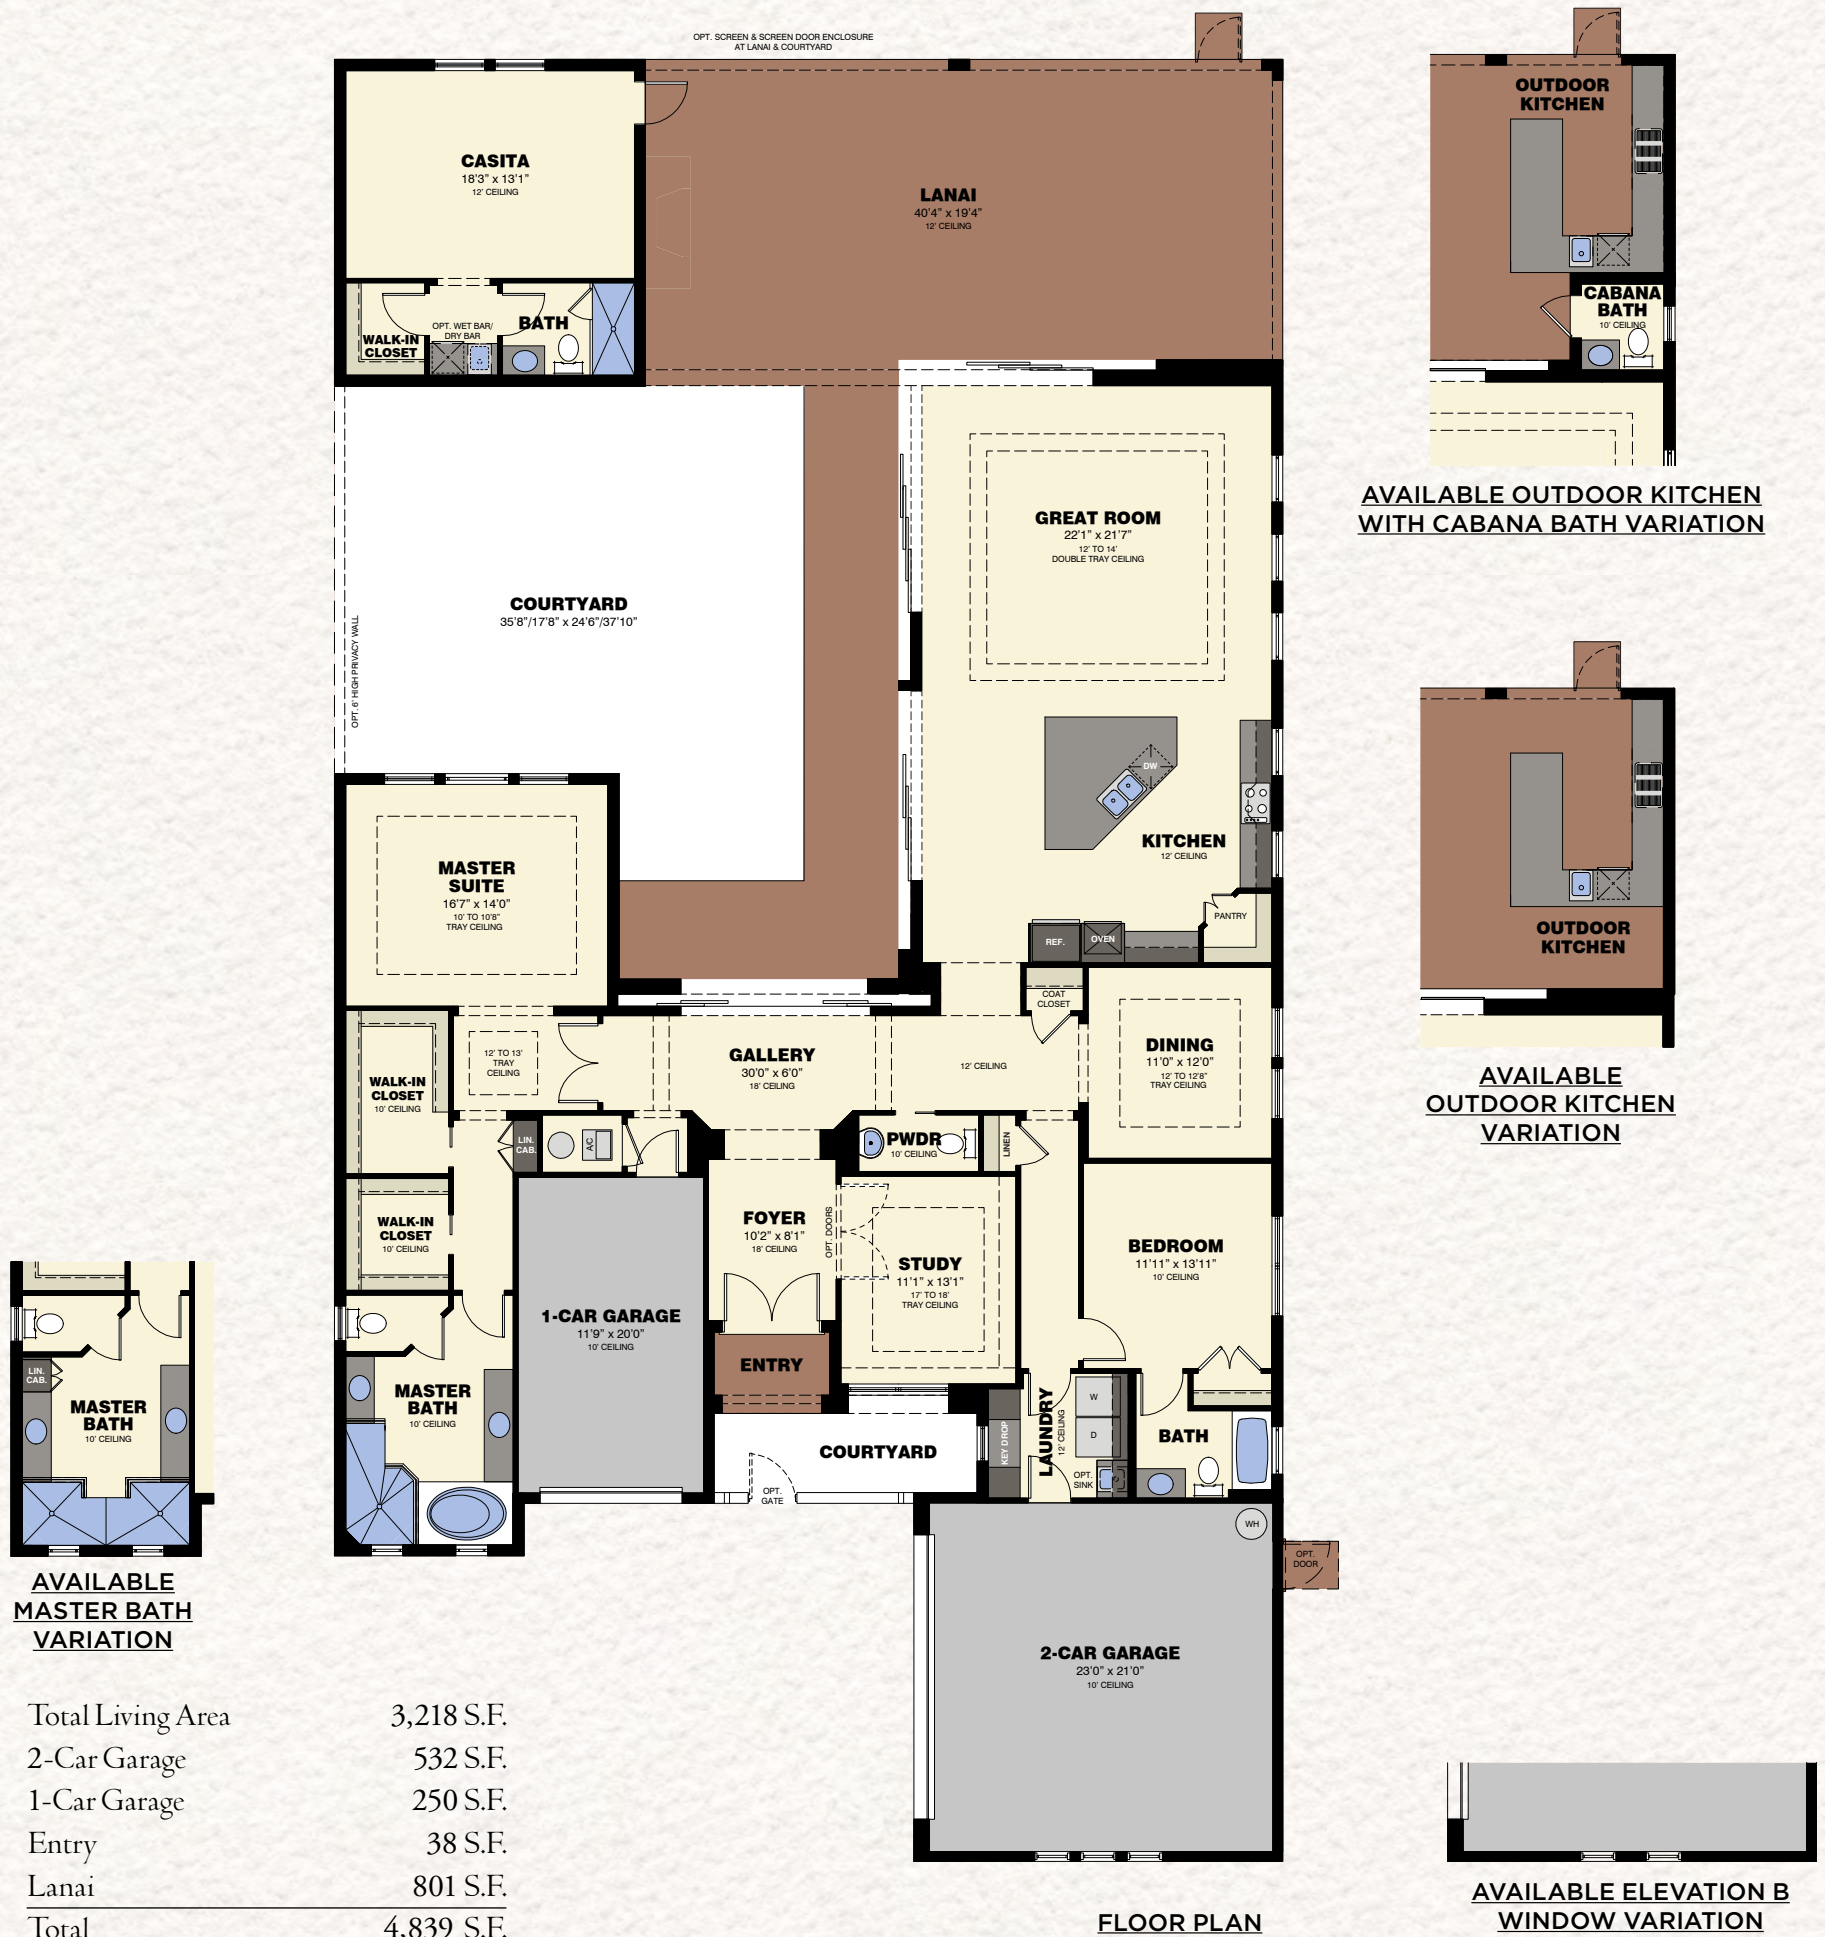 OPT. SCREEN & SCREEN DOOR ENCLOSURE
AT LANAI & COURTYARD
CASITA
18'3" x 13'1"
12' CEILING
LANAI
40'4" x 19'4"
12' CEILING
WALK-IN
CLOSET
OPT. WET BAR/
DRY BAR
BATH
OUTDOOR
KITCHEN
CABANA
BATH
10' CEILING
AVAILABLE OUTDOOR KITCHEN
WITH CABANA BATH VARIATION
GREAT ROOM
22'1" x 21'7"
12' TO 14'
DOUBLE TRAY CEILING
COURTYARD
35'8"/17'8" x 24'6"/37'10"
OPT. 6' HIGH PRIVACY WALL
DW
KITCHEN
12' CEILING
PANTRY
REF.
OVEN
MASTER
SUITE
16'7" x 14'0"
10' TO 10'8"
TRAY CEILING
OUTDOOR
KITCHEN
AVAILABLE
OUTDOOR KITCHEN
VARIATION
COAT
CLOSET
DINING
11'0" x 12'0"
12' TO 12'8"
TRAY CEILING
12' TO 13'
TRAY
CEILING
GALLERY
30'0" x 6'0"
18' CEILING
12' CEILING
WALK-IN
CLOSET
10' CEILING
LIN.
CAB.
A/C
PWDR
10' CEILING
LINEN
WALK-IN
CLOSET
10' CEILING
FOYER
10'2" x 8'1"
18' CEILING
OPT. DOORS
STUDY
11'1" x 13'1"
17' TO 18'
TRAY CEILING
BEDROOM
11'11" x 13'11"
10' CEILING
1-CAR GARAGE
11'9" x 20'0"
10' CEILING
ENTRY
MASTER
BATH
10' CEILING
COURTYARD
OPT.
GATE
KEY DROP
LAUNDRY
12' CEILING
W
D
OPT.
SINK
BATH
LIN.
CAB.
MASTER
BATH
10' CEILING
AVAILABLE
MASTER BATH
VARIATION
WH
OPT.
DOOR
2-CAR GARAGE
23'0" x 21'0"
10' CEILING
Total Living Area 3,218 S.F.
2-Car Garage 532 S.F.
1-Car Garage 250 S.F.
Entry 38 S.F.
Lanai 801 S.F.
Total 4,839 S.F.
FLOOR PLAN
AVAILABLE ELEVATION B
WINDOW VARIATION